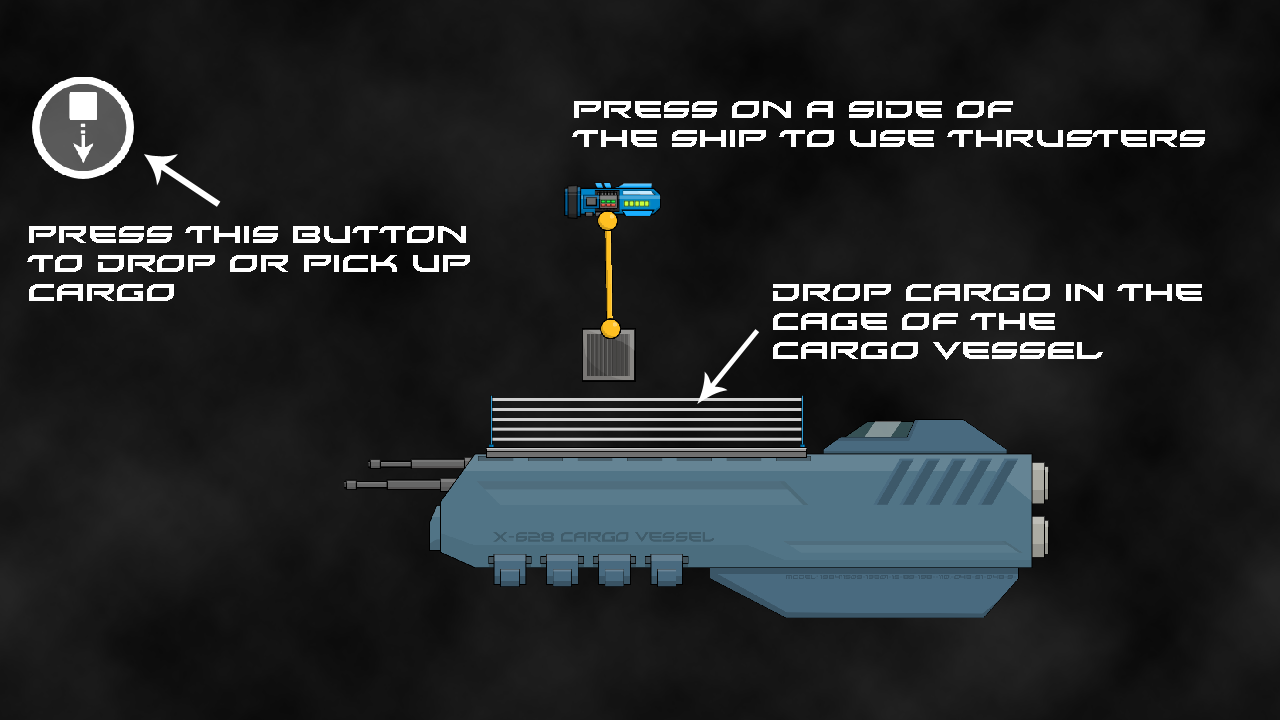 PRESS ON A SIDE OF
THE SHIP TO USE THRUSTERS
PRESS THIS BUTTON
TO DROP OR PICK UP
CARGO
DROP CARGO IN THE
CAGE OF THE
CARGO VESSEL
X-628 CARGO VESSEL
MODEL